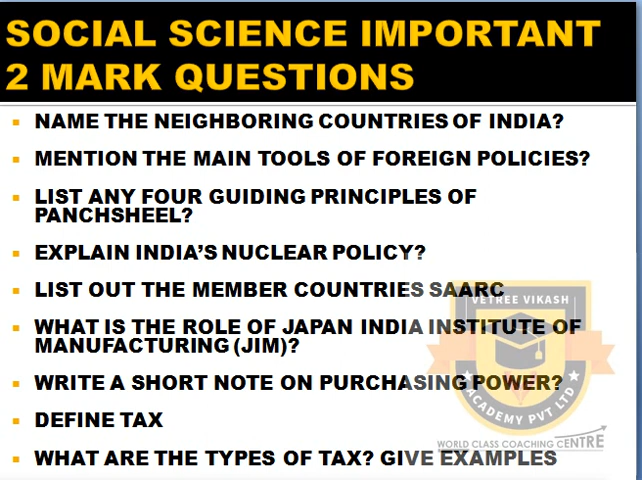 SOCIAL SCIENCE IMPORTANT
2 MARK QUESTIONS
▪ NAME THE NEIGHBORING COUNTRIES OF INDIA?
▪ MENTION THE MAIN TOOLS OF FOREIGN POLICIES?
▪ LIST ANY FOUR GUIDING PRINCIPLES OF
PANCHSHEEL?
▪ EXPLAIN INDIA'S NUCLEAR POLICY?
▪ LIST OUT THE MEMBER COUNTRIES SAARC
▪ WHAT IS THE ROLE OF JAPAN INDIA INSTITUTE OF
MANUFACTURING (JIM)?
▪ WRITE A SHORT NOTE ON PURCHASING POWER?
▪ DEFINE TAX
▪ WHAT ARE THE TYPES OF TAX? GIVE EXAMPLES
VETREE VIKASH
ACADEMY PVT LTD
WORLD CLASS COACHING CENTRE